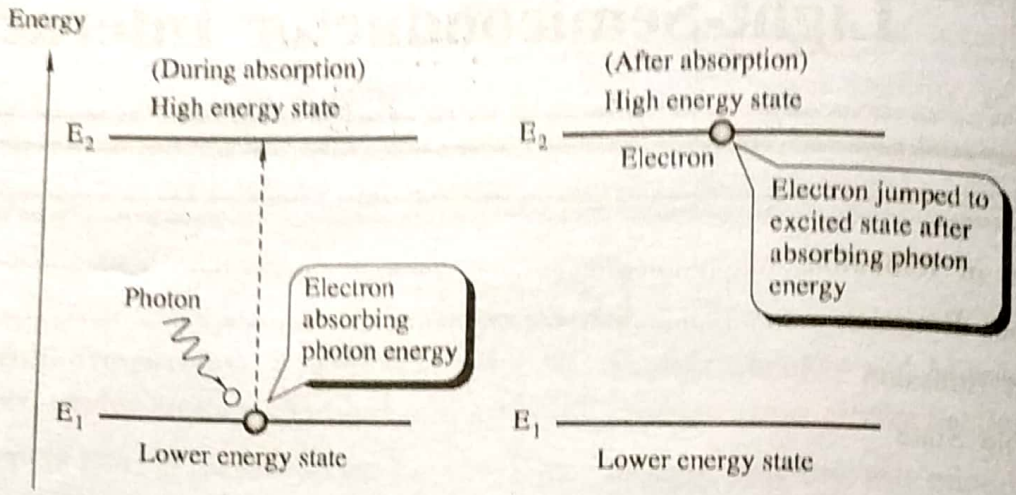 Energy
(During absorption)
High energy state
E₂
Photon
Electron
absorbing
photon energy
E₁
Lower energy state
(After absorption)
High energy state
E₂
Electron
Electron jumped to
excited state after
absorbing photon
energy
E₁
Lower energy state